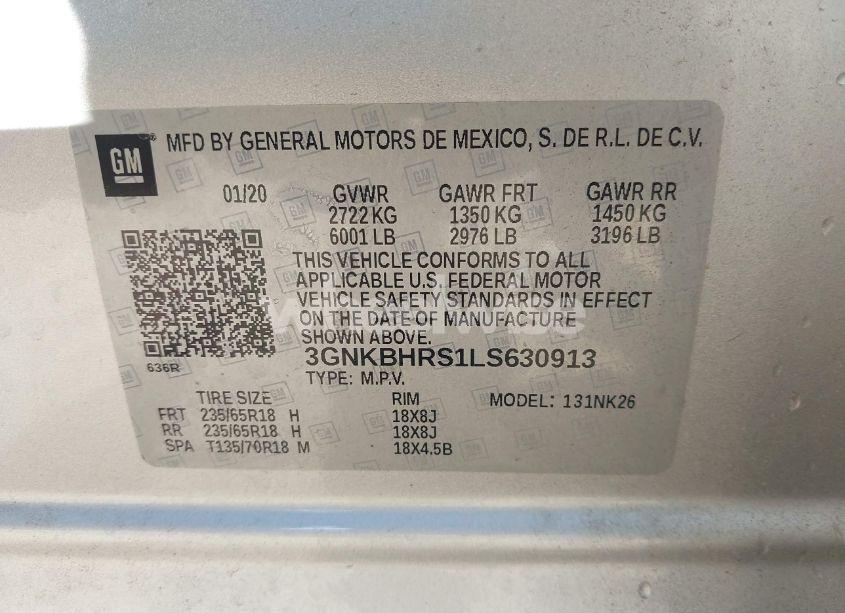 GM
MFD BY GENERAL MOTORS DE MEXICO, S. DE R.L. DE C.V.
01/20 GVWR GAWR FRT GAWR RR
2722 KG 1350 KG 1450 KG
6001 LB 2976 LB 3196 LB
THIS VEHICLE CONFORMS TO ALL
APPLICABLE U.S. FEDERAL MOTOR
VEHICLE SAFETY STANDARDS IN EFFECT
ON THE DATE OF MANUFACTURE
SHOWN ABOVE.
3GNKBHRS1LS630913
636R
TYPE: M.P.V.
TIRE SIZE RIM MODEL: 131NK26
FRT 235/65R18 H 18X8J
RR 235/65R18 H 18X8J
SPA T135/70R18 M 18X4.5B